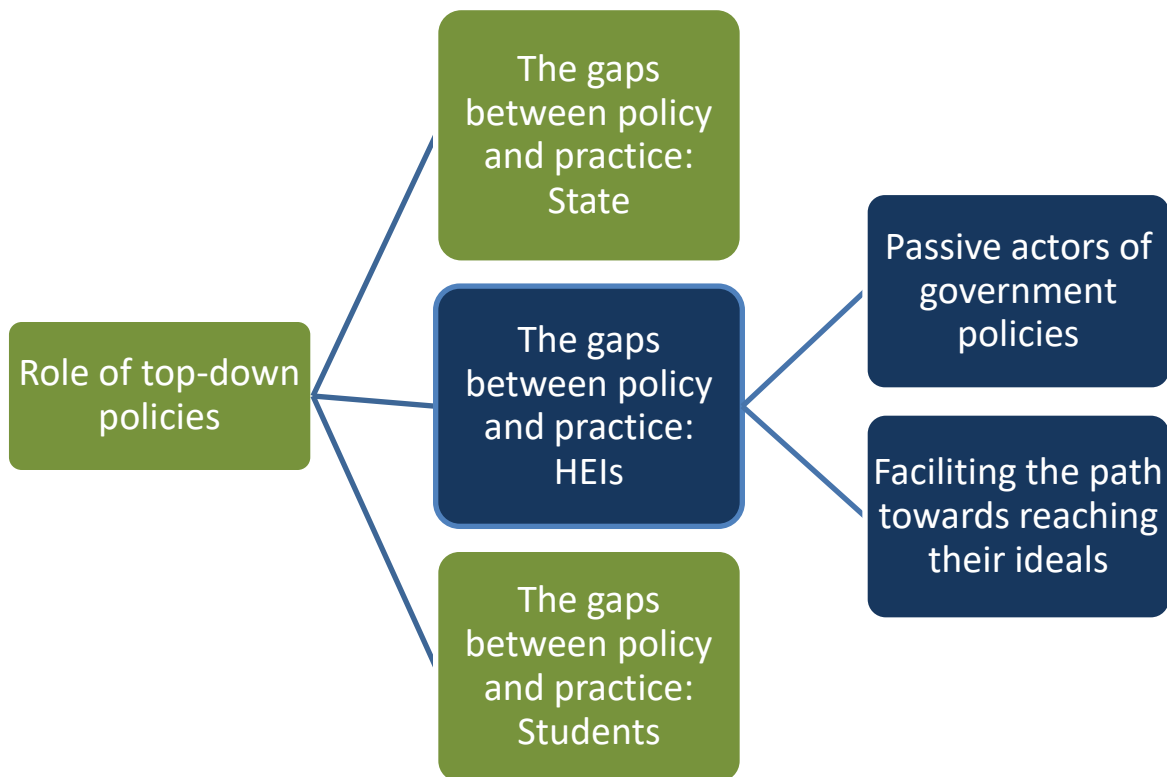 Role of top-down
policies
The gaps
between policy
and practice:
State
The gaps
between policy
and practice:
HEIs
The gaps
between policy
and practice:
Students
Passive actors of
government
policies
Faciliting the path
towards reaching
their ideals